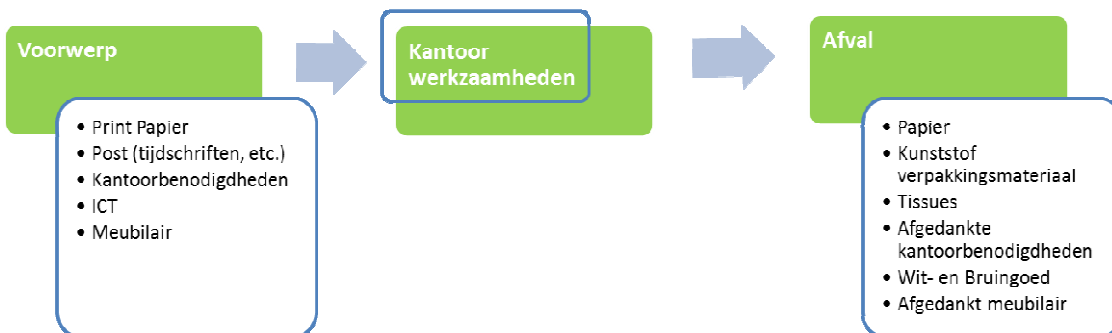 Voorwerp
• Print Papier
• Post (tijdschriften, etc.)
• Kantoorbenodigdheden
• ICT
• Meubilair
Kantoor
werkzaamheden
Afval
• Papier
• Kunststof
verpakkingsmateriaal
• Tissues
• Afgedankte
kantoorbenodigdheden
• Wit- en Bruingoed
• Afgedankt meubilair